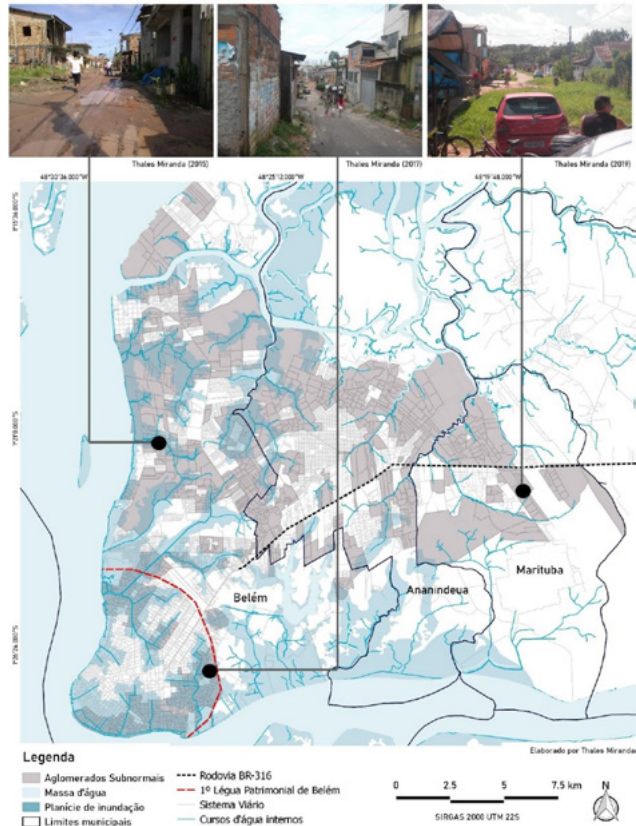 Thales Miranda (2015)
Thales Miranda (2017)
Thales Miranda (2019)
48°30'36.000"W
48°25'12.000"W
48°19'48.000"W
Belém
Ananindeua
Marituba
Elaborado por Thales Miranda
Legenda
Aglomerados Subnormais
Massa d'água
Planície de inundação
Limites municipais
Rodovia BR-316
1º Légua Patrimonial de Belém
Sistema Viário
Cursos d'água internos
0 2.5 5 7.5 km
N
SIRGAS 2000 UTM 22S